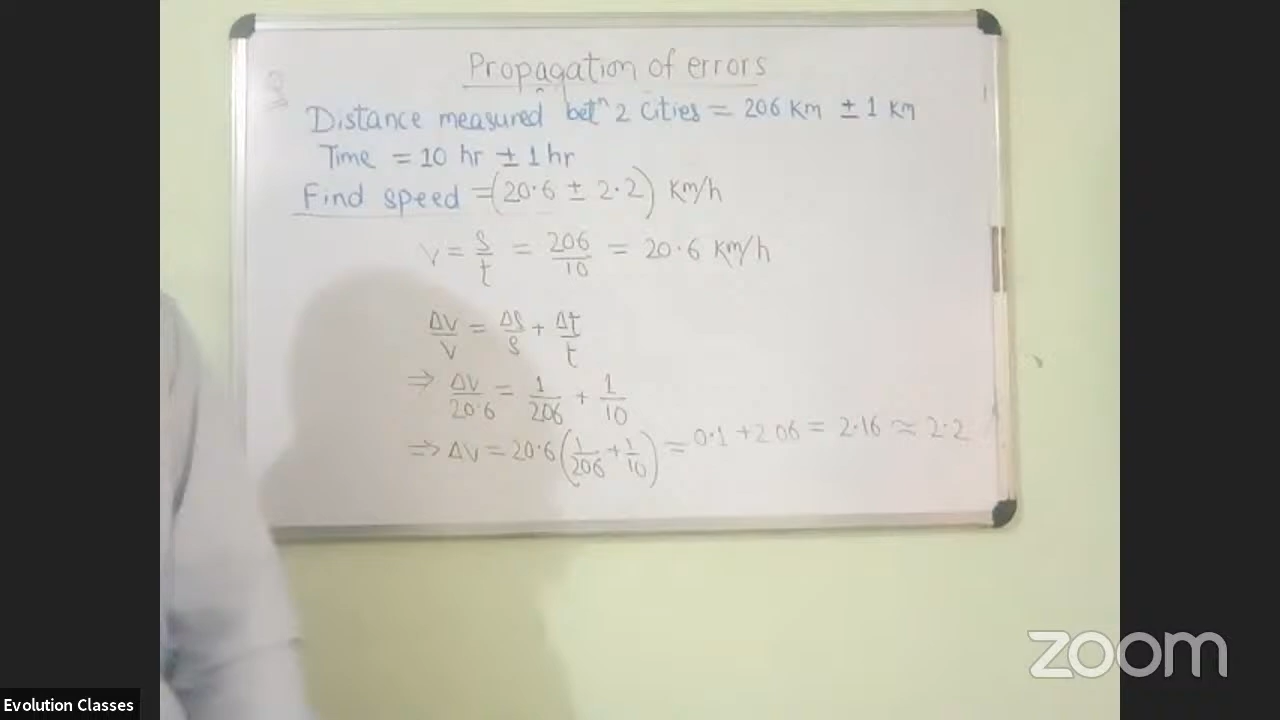 Propagation of errors
Distance measured betⁿ 2 cities = 206 Km ± 1 Km
Time = 10 hr ± 1 hr
Find speed = (20.6 ± 2.2) Km/h
V = S/t = 206/10 = 20.6 Km/h
ΔV/V = ΔS/S + Δt/t
⇒ ΔV/20.6 = 1/206 + 1/10
⇒ ΔV = 20.6 (1/206 + 1/10) = 0.1 + 2.06 = 2.16 ≈ 2.2
zoom
Evolution Classes